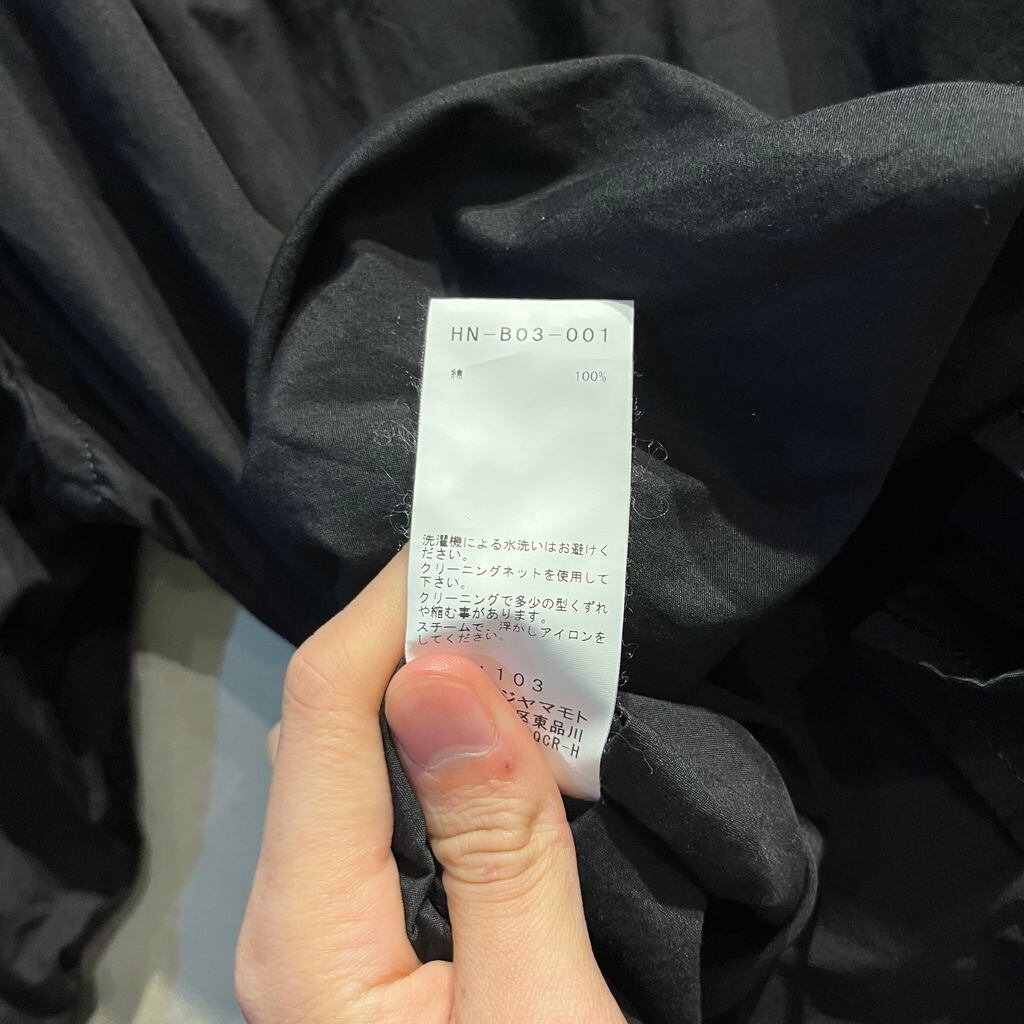 HN-B03-001
綿 100%
洗濯機による水洗いはお避けく
ださい。
クリーニングネットを使用して
下さい。
クリーニングで多少の型くずれ
や縮む事があります。
スチームで、浮かしアイロンを
してください。
103
ジヤマモト
区東品川
QCR-H